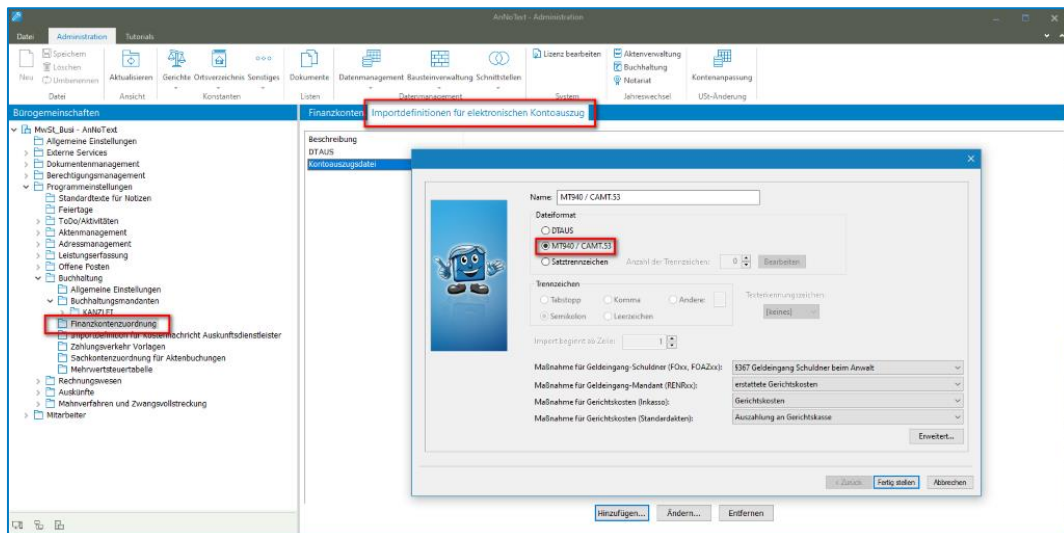 AnNoText - Administration
Datei Administration Tutorials
Neu
Speichern
Löschen
Umbenennen
Aktualisieren
Gerichte Ortsverzeichnis Sonstiges
Dokumente
Datenmanagement Bausteinverwaltung Schnittstellen
Lizenz bearbeiten
Aktenverwaltung
Buchhaltung
Notariat
Kontenanpassung
Datei Ansicht Konstanten Listen Datenmanagement System Jahreswechsel USt-Änderung
Bürogemeinschaften
MwSt_Busi - AnNoText
Allgemeine Einstellungen
Externe Services
Dokumentenmanagement
Berechtigungsmanagement
Programmeinstellungen
Standardtexte für Notizen
Feiertage
ToDo/Aktivitäten
Aktenmanagement
Adressmanagement
Leistungserfassung
Offene Posten
Buchhaltung
Allgemeine Einstellungen
Buchhaltungsmandanten
KANZLEI
Finanzkontenzuordnung
Importdefinition für Kostennachricht Auskunftsdienstleister
Zahlungsverkehr Vorlagen
Sachkontenzuordnung für Aktenbuchungen
Mehrwertsteuertabelle
Rechnungswesen
Auskünfte
Mahnverfahren und Zwangsvollstreckung
Mitarbeiter
Finanzkonten Importdefinitionen für elektronischen Kontoauszug
Beschreibung
DTAUS
Kontoauszugsdatei
Name: MT940 / CAMT.53
Dateiformat
DTAUS
MT940 / CAMT.53
Satztrennzeichen Anzahl der Trennzeichen: 0 Bearbeiten
Trennzeichen
Tabstopp Komma Andere:
Semikolon Leerzeichen
Texterkennungszeichen:
[keines]
Import beginnt ab Zeile: 1
Maßnahme für Geldeingang-Schuldner (FOxx, FOAZxx): §367 Geldeingang Schuldner beim Anwalt
Maßnahme für Geldeingang-Mandant (RENRxx): erstattete Gerichtskosten
Maßnahme für Gerichtskosten (Inkasso): Gerichtskosten
Maßnahme für Gerichtskosten (Standardakten): Auszahlung an Gerichtskasse
Erweitert...
< Zurück Fertig stellen Abbrechen
Hinzufügen... Ändern... Entfernen